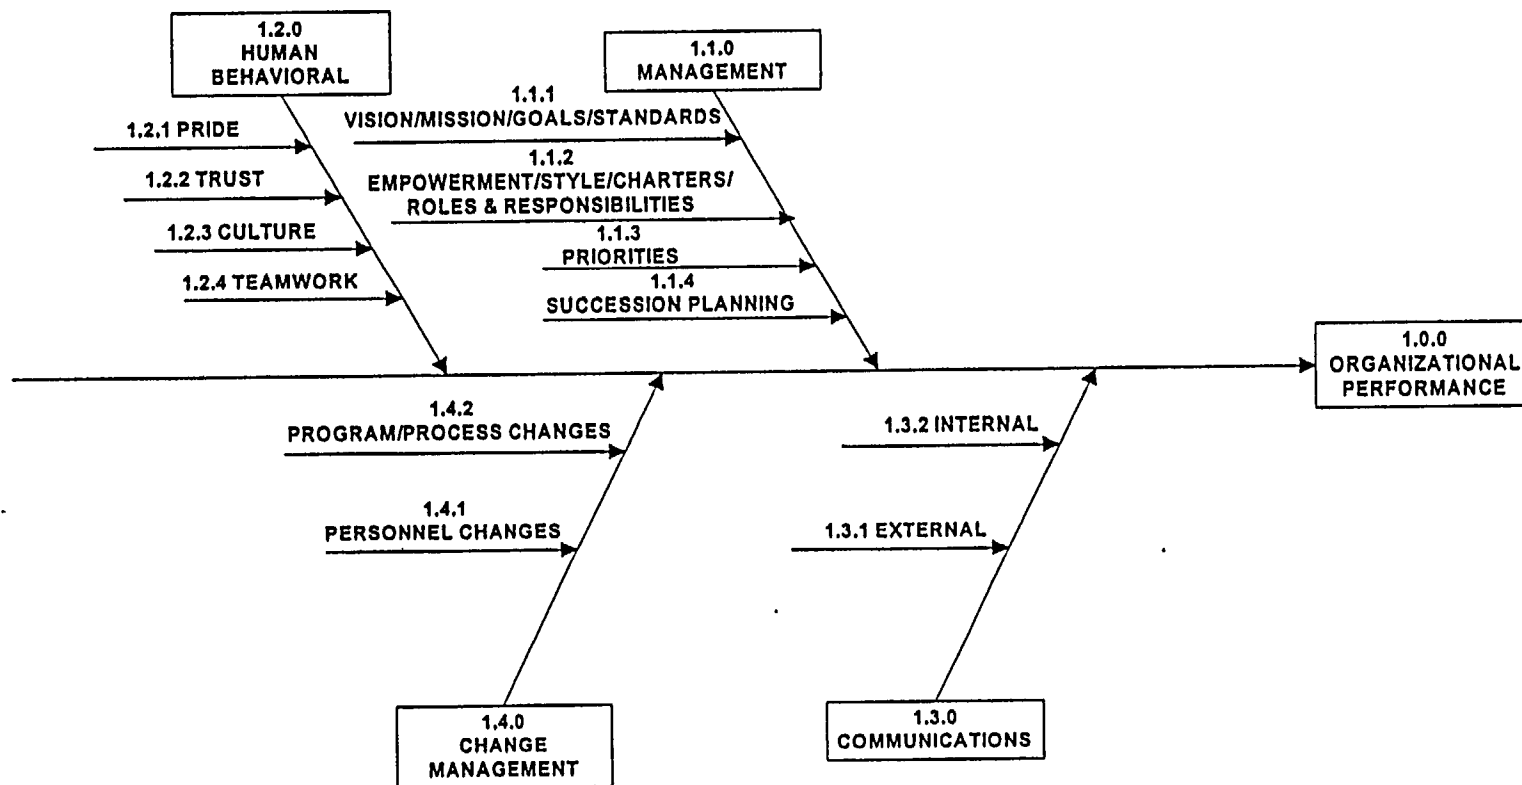 1.2.0
HUMAN
BEHAVIORAL
1.1.0
MANAGEMENT
1.2.1 PRIDE
1.2.2 TRUST
1.2.3 CULTURE
1.2.4 TEAMWORK
1.1.1
VISION/MISSION/GOALS/STANDARDS
1.1.2
EMPOWERMENT/STYLE/CHARTERS/
ROLES & RESPONSIBILITIES
1.1.3
PRIORITIES
1.1.4
SUCCESSION PLANNING
1.0.0
ORGANIZATIONAL
PERFORMANCE
1.4.2
PROGRAM/PROCESS CHANGES
1.4.1
PERSONNEL CHANGES
1.3.2 INTERNAL
1.3.1 EXTERNAL
1.4.0
CHANGE
MANAGEMENT
1.3.0
COMMUNICATIONS